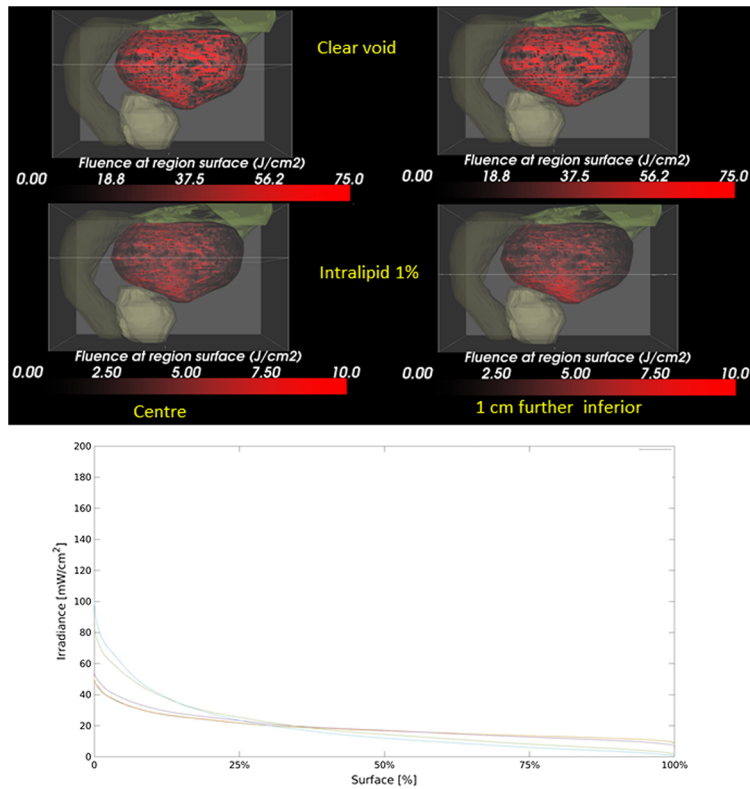 Clear void
Fluence at region surface (J/cm2)
0.00 18.8 37.5 56.2 75.0
Fluence at region surface (J/cm2)
0.00 18.8 37.5 56.2 75.0
Intralipid 1%
Fluence at region surface (J/cm2)
0.00 2.50 5.00 7.50 10.0
Fluence at region surface (J/cm2)
0.00 2.50 5.00 7.50 10.0
Centre
1 cm further inferior
200
180
160
140
120
100
80
60
40
20
0
Irradiance [mW/cm²]
0 25% 50% 75% 100%
Surface [%]